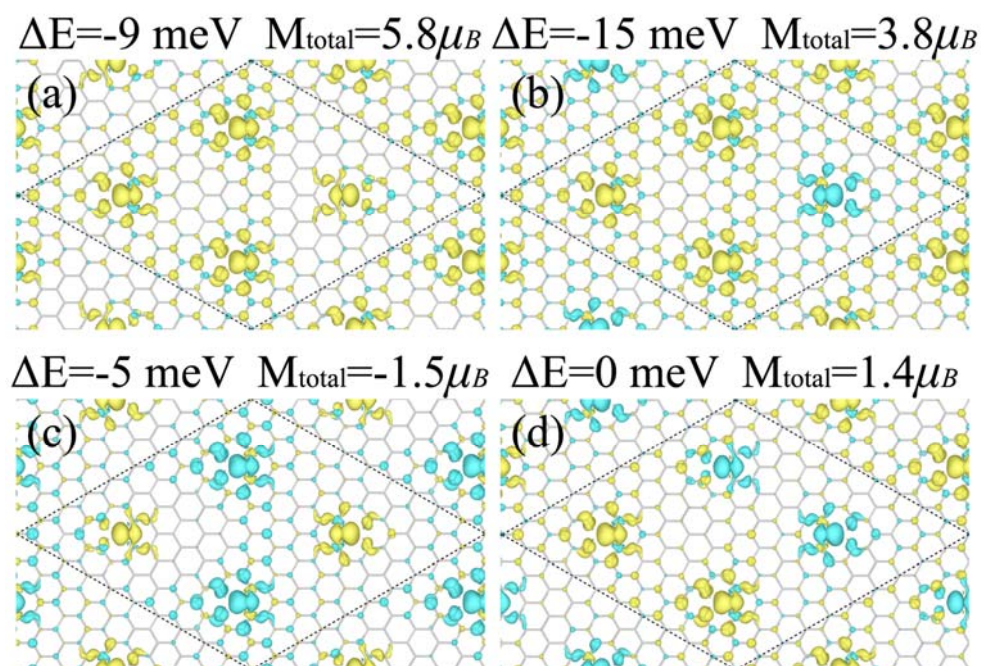 ΔE=-9 meV Mtotal=5.8μB ΔE=-15 meV Mtotal=3.8μB
(a) (b)
ΔE=-5 meV Mtotal=-1.5μB ΔE=0 meV Mtotal=1.4μB
(c) (d)